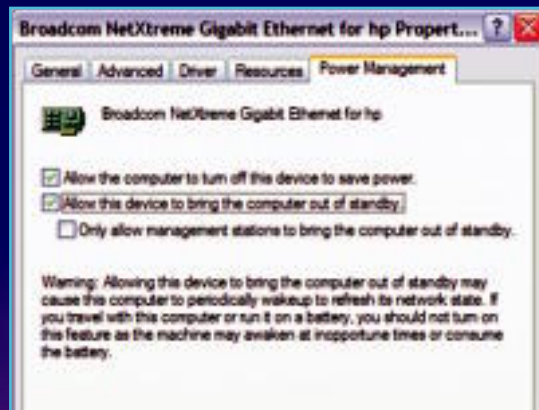 Broadcom NetXtreme Gigabit Ethernet for hp Propert...
General Advanced Driver Resources Power Management
Broadcom NetXtreme Gigabit Ethernet for hp
Allow the computer to turn off this device to save power.
Allow this device to bring the computer out of standby.
Only allow management stations to bring the computer out of standby.
Warning: Allowing this device to bring the computer out of standby may
cause this computer to periodically wakeup to refresh its network state. If
you travel with this computer or run it on a battery, you should not turn on
this feature as the machine may awaken at inopportune times or consume
the battery.